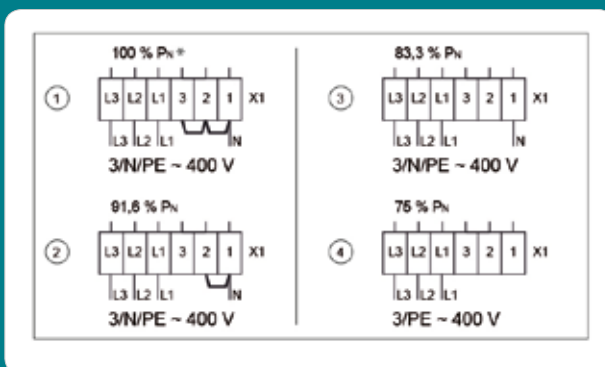 100 % PN*
1 L3 L2 L1 3 2 1 X1
L3 L2 L1 N
3/N/PE ~ 400 V
91,6 % PN
2 L3 L2 L1 3 2 1 X1
L3 L2 L1 N
3/N/PE ~ 400 V
83,3 % PN
3 L3 L2 L1 3 2 1 X1
L3 L2 L1 N
3/N/PE ~ 400 V
75 % PN
4 L3 L2 L1 3 2 1 X1
L3 L2 L1
3/PE ~ 400 V